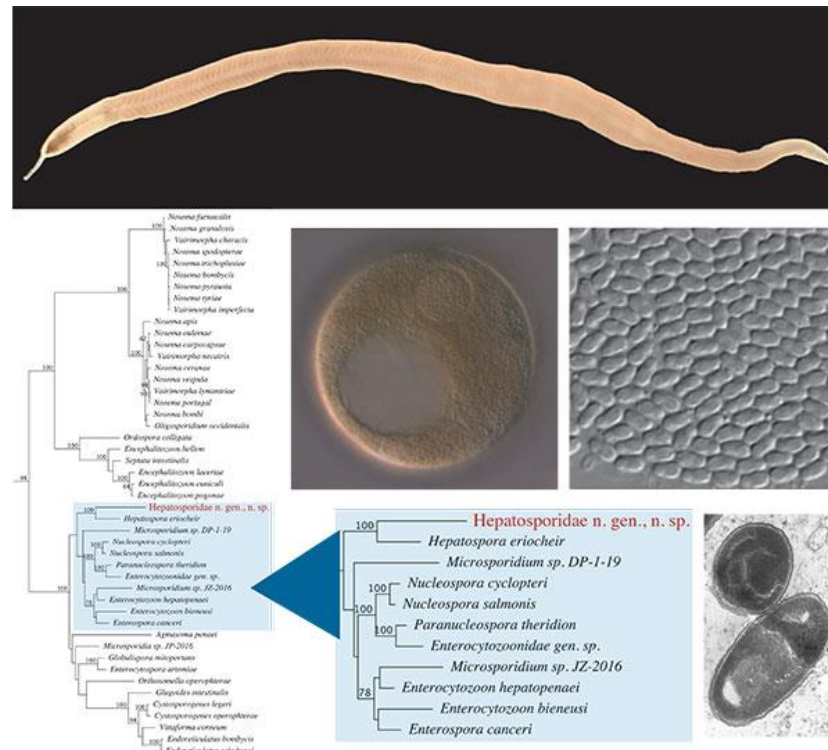 Nosema furnacalis
Nosema granulosis
Vairimorpha cheracis
Nosema spodopterae
Nosema trichoplusiae
Nosema bombycis
Nosema pyrausta
Nosema tyriae
Vairimorpha imperfecta
Nosema apis
Nosema oulemae
Nosema carpocapsae
Vairimorpha necatrix
Nosema ceranae
Nosema vespula
Vairimorpha lymantriae
Nosema portugal
Nosema bombi
Oligosporidium occidentalis
Ordospora colligata
Encephalitozoon hellem
Septata intestinalis
Encephalitozoon lacertae
Encephalitozoon cuniculi
Encephalitozoon pogonae
Hepatosporidae n. gen., n. sp.
Hepatospora eriocheir
Microsporidium sp. DP-1-19
Nucleospora cyclopteri
Nucleospora salmonis
Paranucleospora theridion
Enterocytozoonidae gen. sp.
Microsporidium sp. JZ-2016
Enterocytozoon hepatopenaei
Enterocytozoon bieneusi
Enterospora canceri
Agmasoma penaei
Microsporidia sp. JP-2016
Globulispora mitoportans
Enterocytospora artemiae
Orthosomella operophterae
Glugoides intestinalis
Cystosporogenes legeri
Cystosporogenes operophterae
Vittaforma corneum
Endoreticulatus bombycis
100
Hepatosporidae n. gen., n. sp.
Hepatospora eriocheir
Microsporidium sp. DP-1-19
100
Nucleospora cyclopteri
100
Nucleospora salmonis
Paranucleospora theridion
100
Enterocytozoonidae gen. sp.
Microsporidium sp. JZ-2016
78
Enterocytozoon hepatopenaei
Enterocytozoon bieneusi
Enterospora canceri